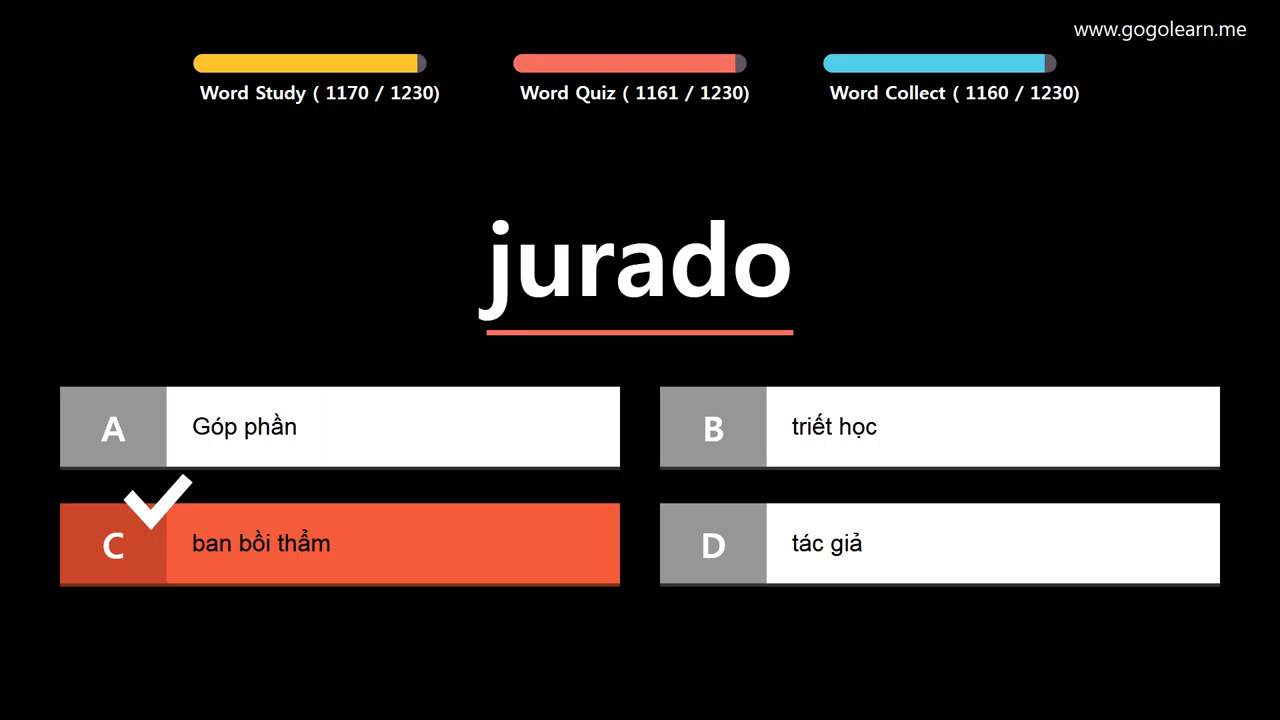 www.gogolearn.me
Word Study ( 1170 / 1230)
Word Quiz ( 1161 / 1230)
Word Collect ( 1160 / 1230)
jurado
A
Góp phần
B
triết học
C
ban bồi thẩm
D
tác giả